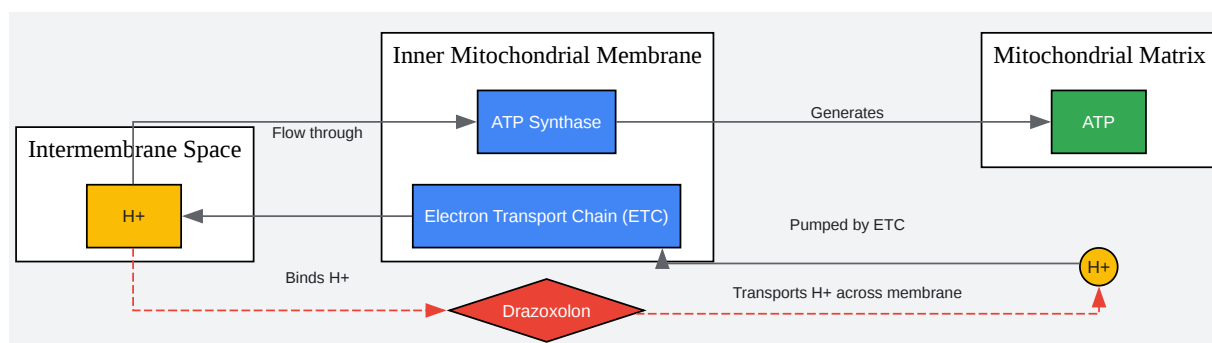 Inner Mitochondrial Membrane
Mitochondrial Matrix
Flow through
ATP Synthase
Generates
ATP
Intermembrane Space
H+
Electron Transport Chain (ETC)
Pumped by ETC
H+
Binds H+
Drazoxolon
Transports H+ across membrane